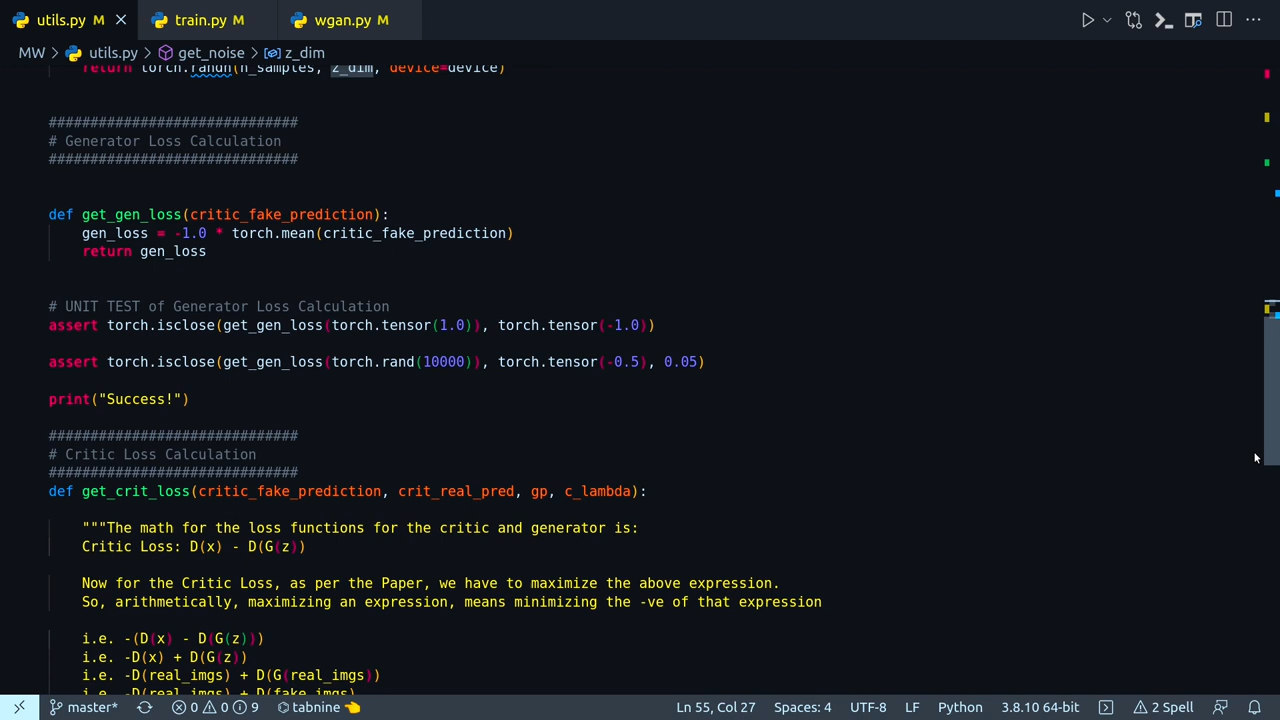 utils.py M
train.py M
wgan.py M
MW > utils.py > get_noise > z_dim
return torch.randn(n_samples, z_dim, device=device)
##############################
# Generator Loss Calculation
##############################
def get_gen_loss(critic_fake_prediction):
gen_loss = -1.0 * torch.mean(critic_fake_prediction)
return gen_loss
# UNIT TEST of Generator Loss Calculation
assert torch.isclose(get_gen_loss(torch.tensor(1.0)), torch.tensor(-1.0))
assert torch.isclose(get_gen_loss(torch.rand(10000)), torch.tensor(-0.5), 0.05)
print("Success!")
##############################
# Critic Loss Calculation
##############################
def get_crit_loss(critic_fake_prediction, crit_real_pred, gp, c_lambda):
"""The math for the loss functions for the critic and generator is:
Critic Loss: D(x) - D(G(z))
Now for the Critic Loss, as per the Paper, we have to maximize the above expression.
So, arithmetically, maximizing an expression, means minimizing the -ve of that expression
i.e. -(D(x) - D(G(z)))
i.e. -D(x) + D(G(z))
i.e. -D(real_imgs) + D(G(real_imgs))
i.e. -D(real_imgs) + D(fake_imgs)
master* 0 0 9 tabnine Ln 55, Col 27 Spaces: 4 UTF-8 LF Python 3.8.10 64-bit 2 Spell